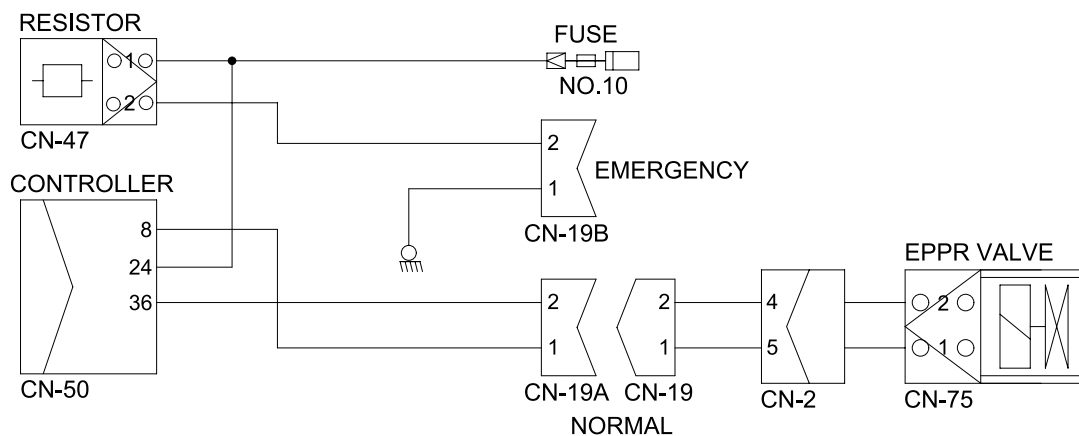 RESISTOR
1
2
CN-47
FUSE
NO.10
2
1
EMERGENCY
CN-19B
CONTROLLER
8
24
36
CN-50
2
1
CN-19A
2
1
CN-19
NORMAL
4
5
CN-2
EPPR VALVE
2
1
CN-75